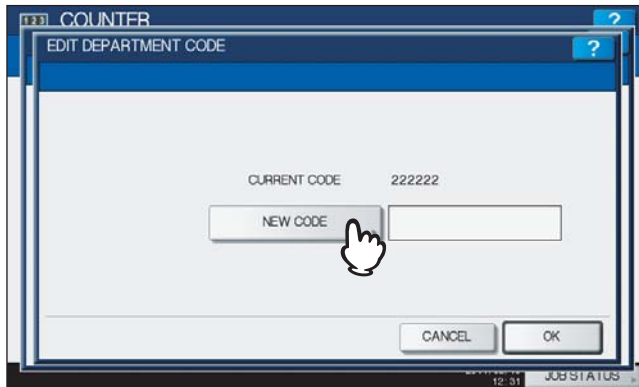 123 COUNTER ?
EDIT DEPARTMENT CODE ?
CURRENT CODE 222222
NEW CODE
CANCEL OK
12:31 JOB STATUS